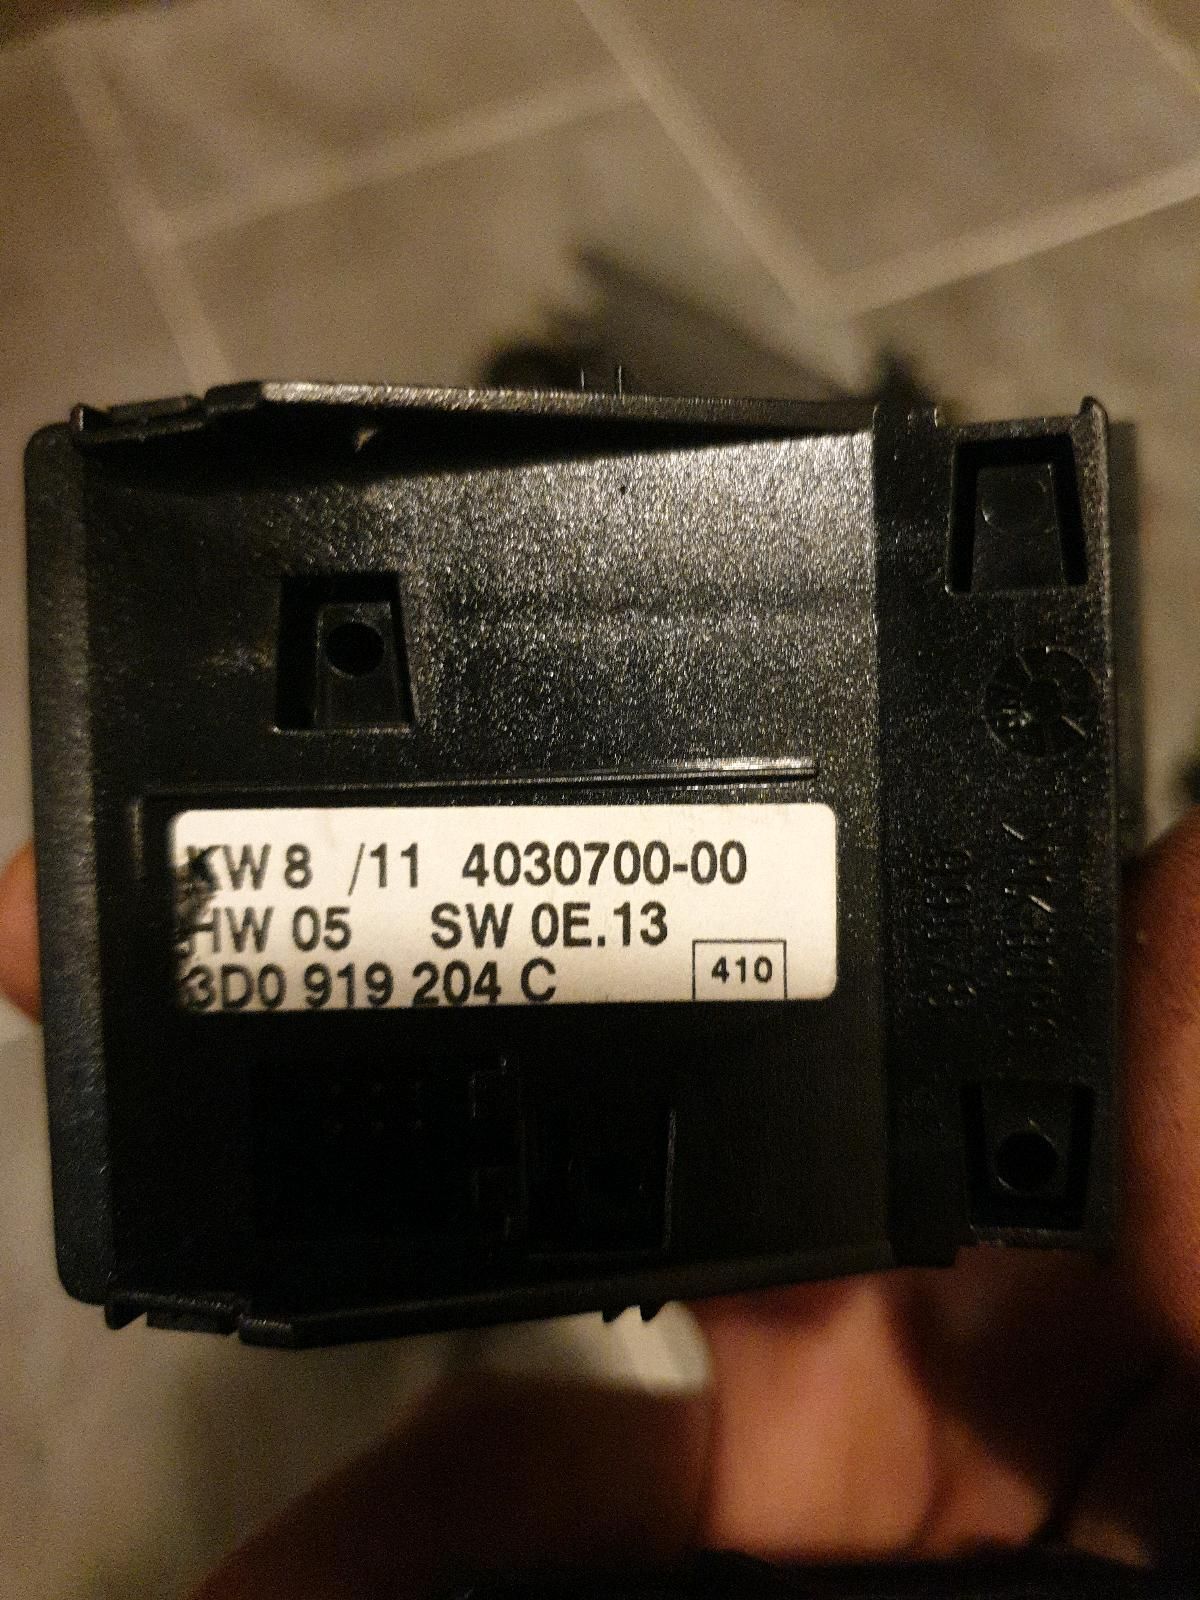 KW 8 /11 4030700-00
HW 05 SW 0E.13
3D0 919 204 C 410